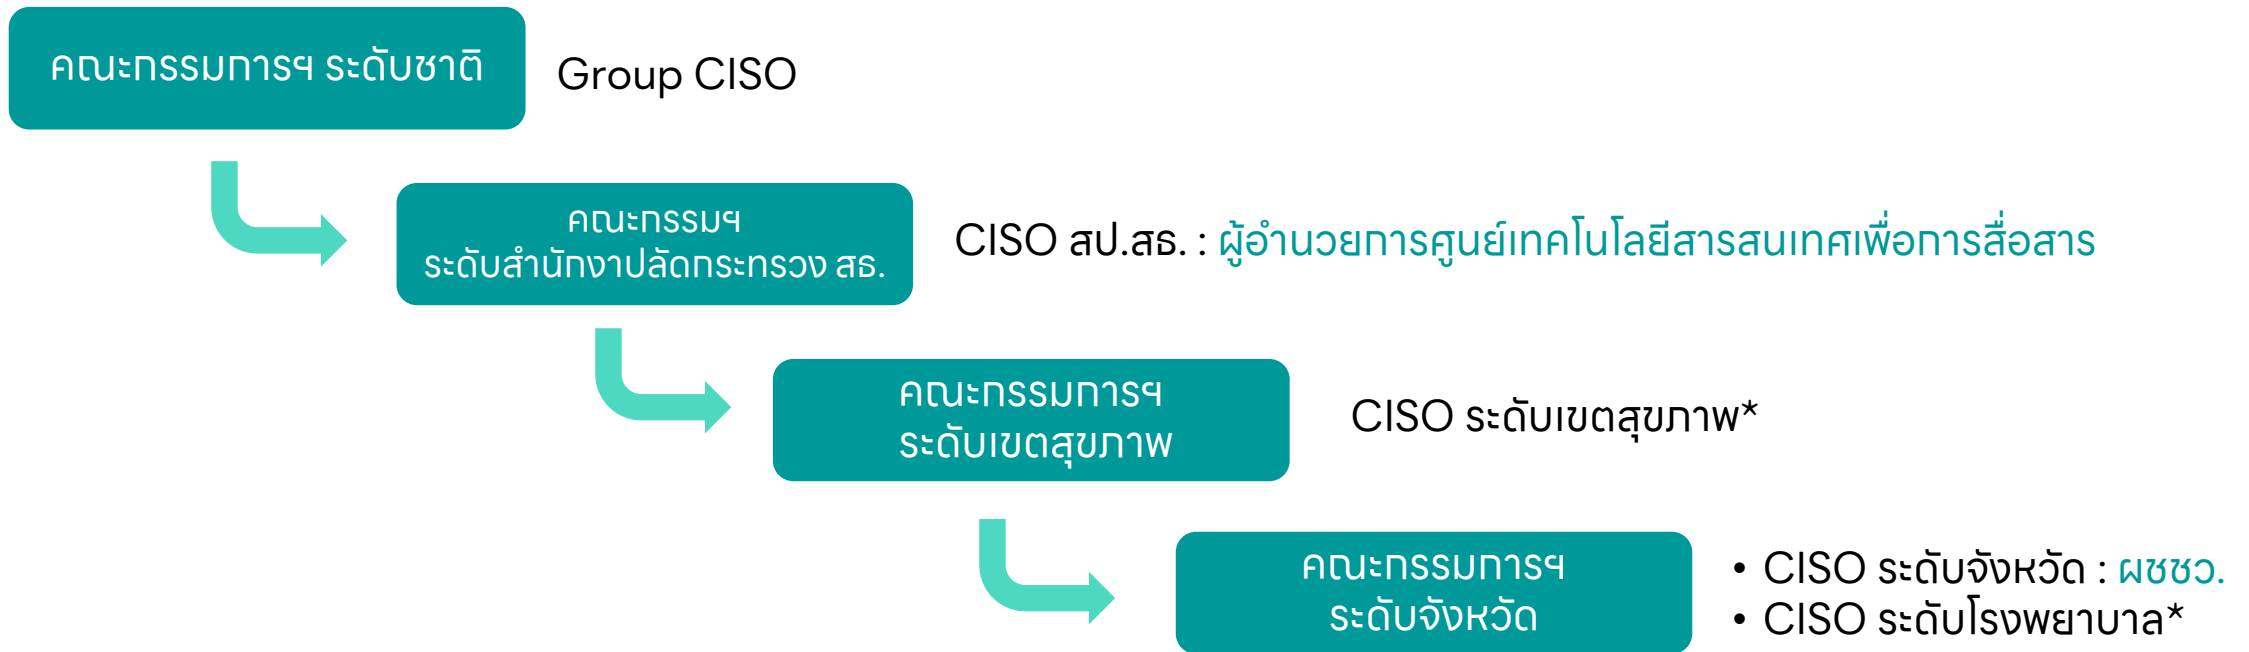 คณะกรรมการฯ ระดับชาติ
Group CISO
คณะกรรมฯ
ระดับสำนักงาปลัดกระทรวง สธ.
CISO สป.สธ. : ผู้อำนวยการศูนย์เทคโนโลยีสารสนเทศเพื่อการสื่อสาร
คณะกรรมการฯ
ระดับเขตสุขภาพ
CISO ระดับเขตสุขภาพ*
คณะกรรมการฯ
ระดับจังหวัด
• CISO ระดับจังหวัด : ผชชว.
• CISO ระดับโรงพยาบาล*